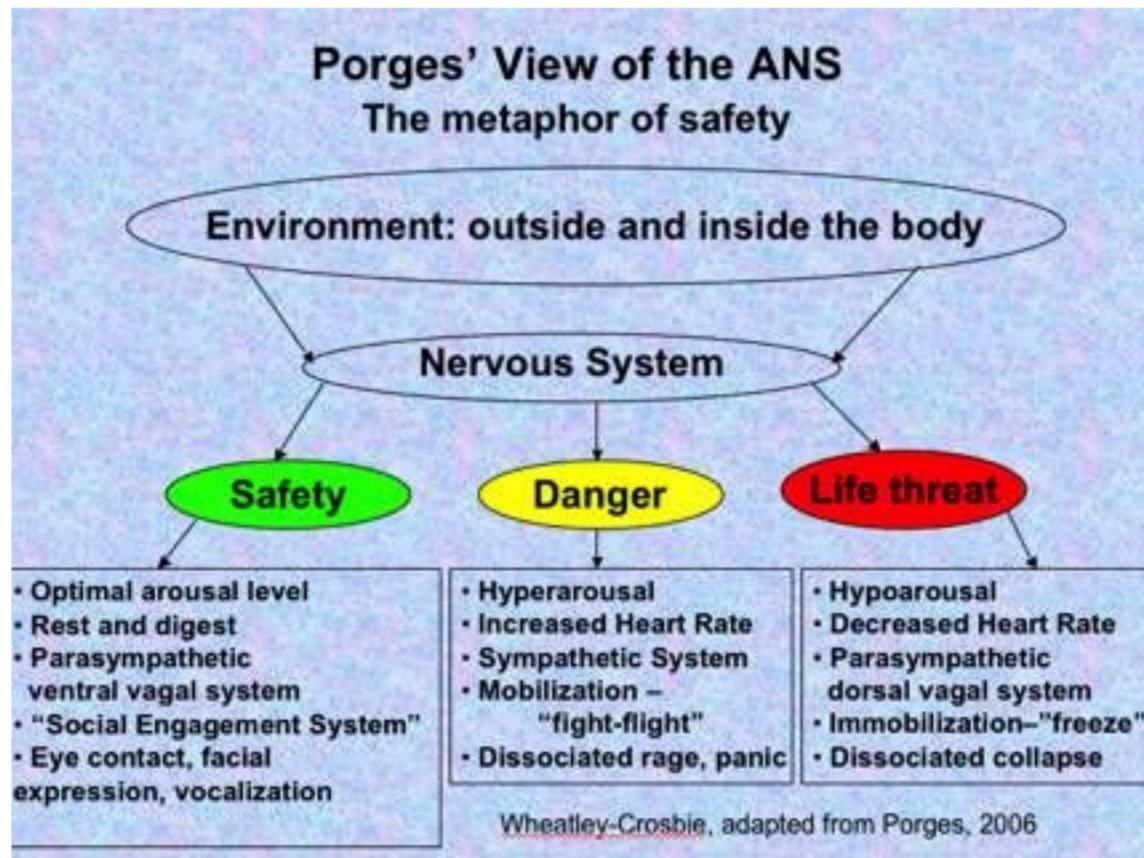 Porges’ View of the ANS
The metaphor of safety
Environment: outside and inside the body
Nervous System
Safety
Danger
Life threat
• Optimal arousal level
• Rest and digest
• Parasympathetic
ventral vagal system
• “Social Engagement System”
• Eye contact, facial
expression, vocalization
• Hyperarousal
• Increased Heart Rate
• Sympathetic System
• Mobilization –
“fight-flight”
• Dissociated rage, panic
• Hypoarousal
• Decreased Heart Rate
• Parasympathetic
dorsal vagal system
• Immobilization–”freeze”
• Dissociated collapse
Wheatley-Crosbie, adapted from Porges, 2006